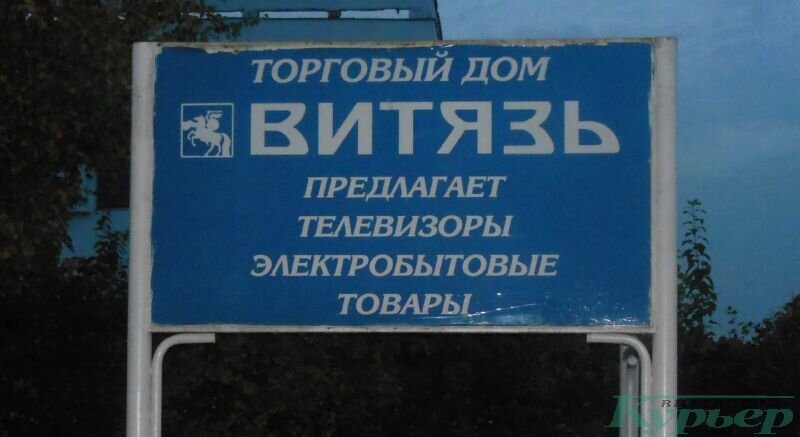 ТОРГОВЫЙ ДОМ
ВИТЯЗЬ
ПРЕДЛАГАЕТ
ТЕЛЕВИЗОРЫ
ЭЛЕКТРОБЫТОВЫЕ
ТОВАРЫ
Курьер